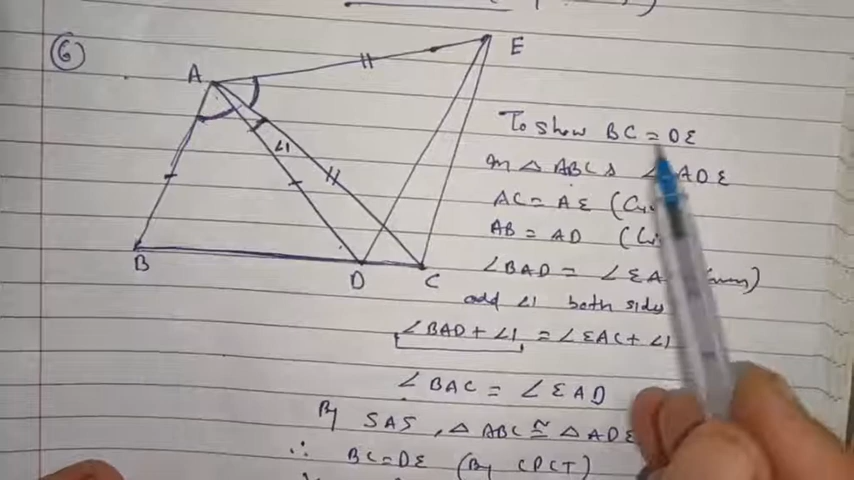 6
A
E
∠1
B
D
C
To show BC = DE
In △ ABC & ADE
AC = AE
AB = AD
∠BAD = ∠EA
add ∠1 both sides
∠BAD + ∠1 = ∠EAC + ∠1
∠BAC = ∠EAD
By SAS, △ ABC ≅ △ ADE
∴ BC = DE (By CPCT)